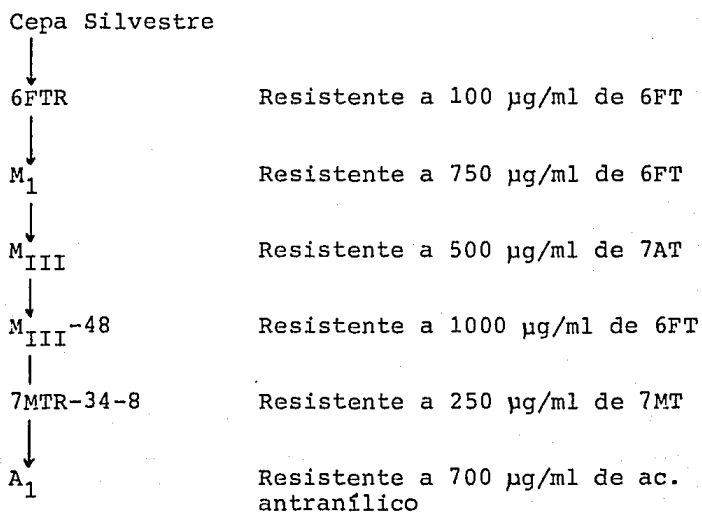 Cepa Silvestre
6FTR Resistente a 100 µg/ml de 6FT
M1 Resistente a 750 µg/ml de 6FT
MIII Resistente a 500 µg/ml de 7AT
MIII-48 Resistente a 1000 µg/ml de 6FT
7MTR-34-8 Resistente a 250 µg/ml de 7MT
A1 Resistente a 700 µg/ml de ac.
antranílico